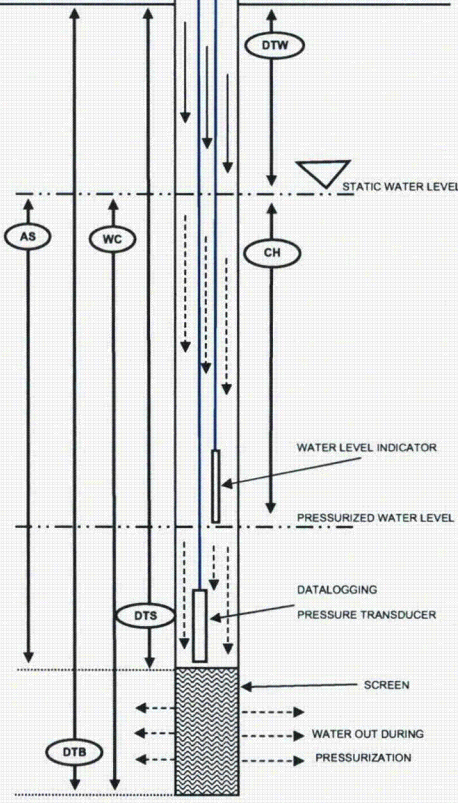 DTW
STATIC WATER LEVEL
AS
WC
CH
WATER LEVEL INDICATOR
PRESSURIZED WATER LEVEL
DATALOGGING
PRESSURE TRANSDUCER
DTS
SCREEN
WATER OUT DURING
PRESSURIZATION
DTB